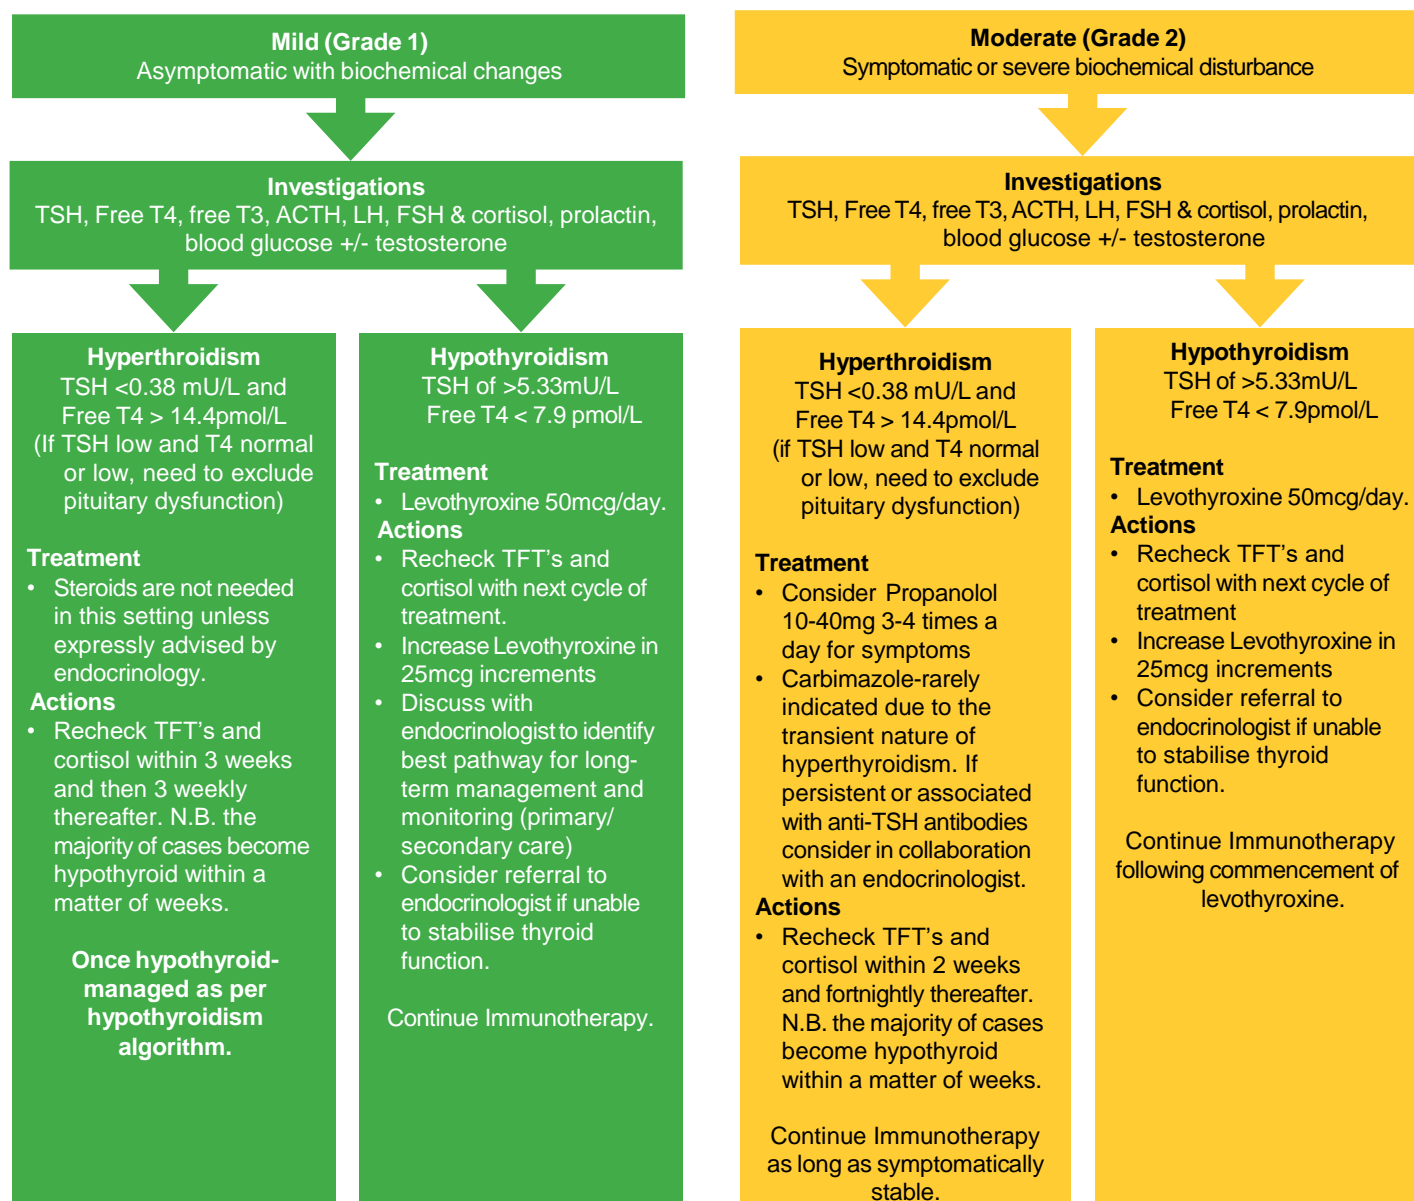 Mild (Grade 1)
Asymptomatic with biochemical changes
Investigations
TSH, Free T4, free T3, ACTH, LH, FSH & cortisol, prolactin,
blood glucose +/- testosterone
Hyperthroidism
TSH <0.38 mU/L and
Free T4 > 14.4pmol/L
(If TSH low and T4 normal
or low, need to exclude
pituitary dysfunction)
Treatment
• Steroids are not needed
in this setting unless
expressly advised by
endocrinology.
Actions
• Recheck TFT's and
cortisol within 3 weeks
and then 3 weekly
thereafter. N.B. the
majority of cases become
hypothyroid within a
matter of weeks.
Once hypothyroid-
managed as per
hypothyroidism
algorithm.
Hypothyroidism
TSH of >5.33mU/L
Free T4 < 7.9 pmol/L
Treatment
• Levothyroxine 50mcg/day.
Actions
• Recheck TFT's and
cortisol with next cycle of
treatment.
• Increase Levothyroxine in
25mcg increments
• Discuss with
endocrinologist to identify
best pathway for long-
term management and
monitoring (primary/
secondary care)
• Consider referral to
endocrinologist if unable
to stabilise thyroid
function.
Continue Immunotherapy.
Moderate (Grade 2)
Symptomatic or severe biochemical disturbance
Investigations
TSH, Free T4, free T3, ACTH, LH, FSH & cortisol, prolactin,
blood glucose +/- testosterone
Hyperthroidism
TSH <0.38 mU/L and
Free T4 > 14.4pmol/L
(if TSH low and T4 normal
or low, need to exclude
pituitary dysfunction)
Treatment
• Consider Propanolol
10-40mg 3-4 times a
day for symptoms
• Carbimazole-rarely
indicated due to the
transient nature of
hyperthyroidism. If
persistent or associated
with anti-TSH antibodies
consider in collaboration
with an endocrinologist.
Actions
• Recheck TFT's and
cortisol within 2 weeks
and fortnightly thereafter.
N.B. the majority of cases
become hypothyroid
within a matter of weeks.
Continue Immunotherapy
as long as symptomatically
stable.
Hypothyroidism
TSH of >5.33mU/L
Free T4 < 7.9pmol/L
Treatment
• Levothyroxine 50mcg/day.
Actions
• Recheck TFT's and
cortisol with next cycle of
treatment
• Increase Levothyroxine in
25mcg increments
• Consider referral to
endocrinologist if unable
to stabilise thyroid
function.
Continue Immunotherapy
following commencement of
levothyroxine.